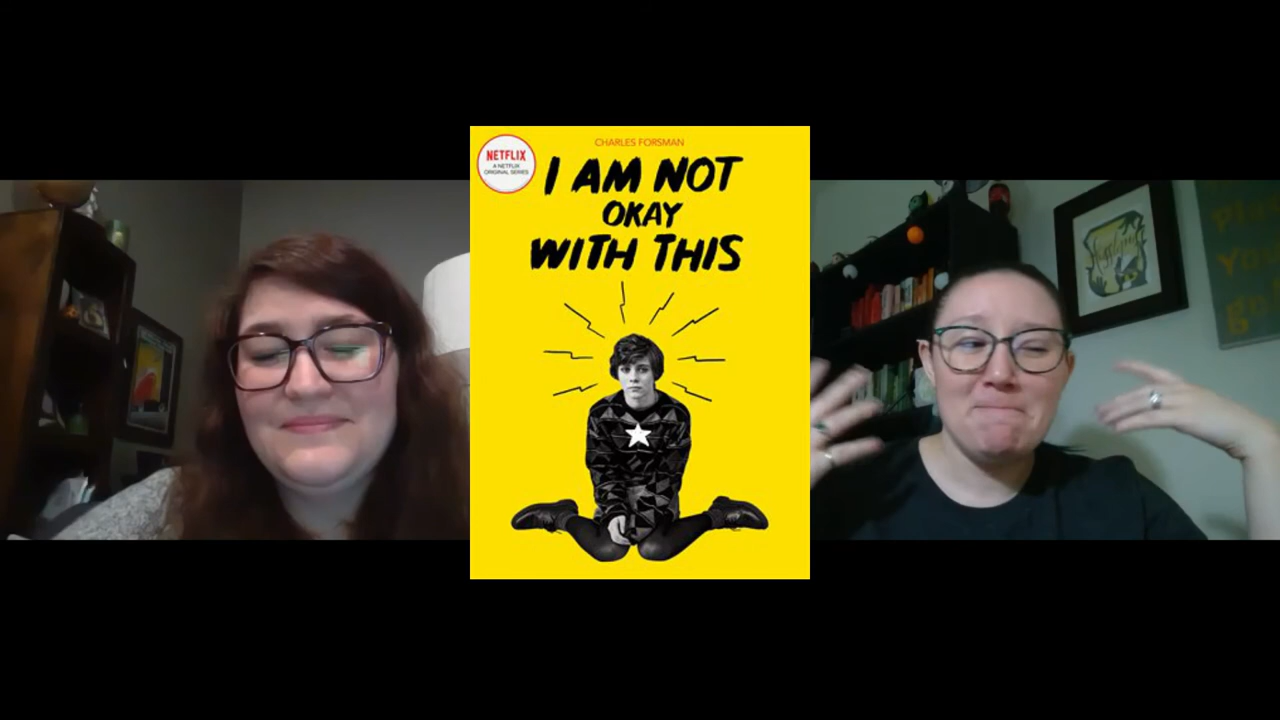 CHARLES FORSMAN
NETFLIX
A NETFLIX
ORIGINAL SERIES
I AM NOT
OKAY
WITH THIS